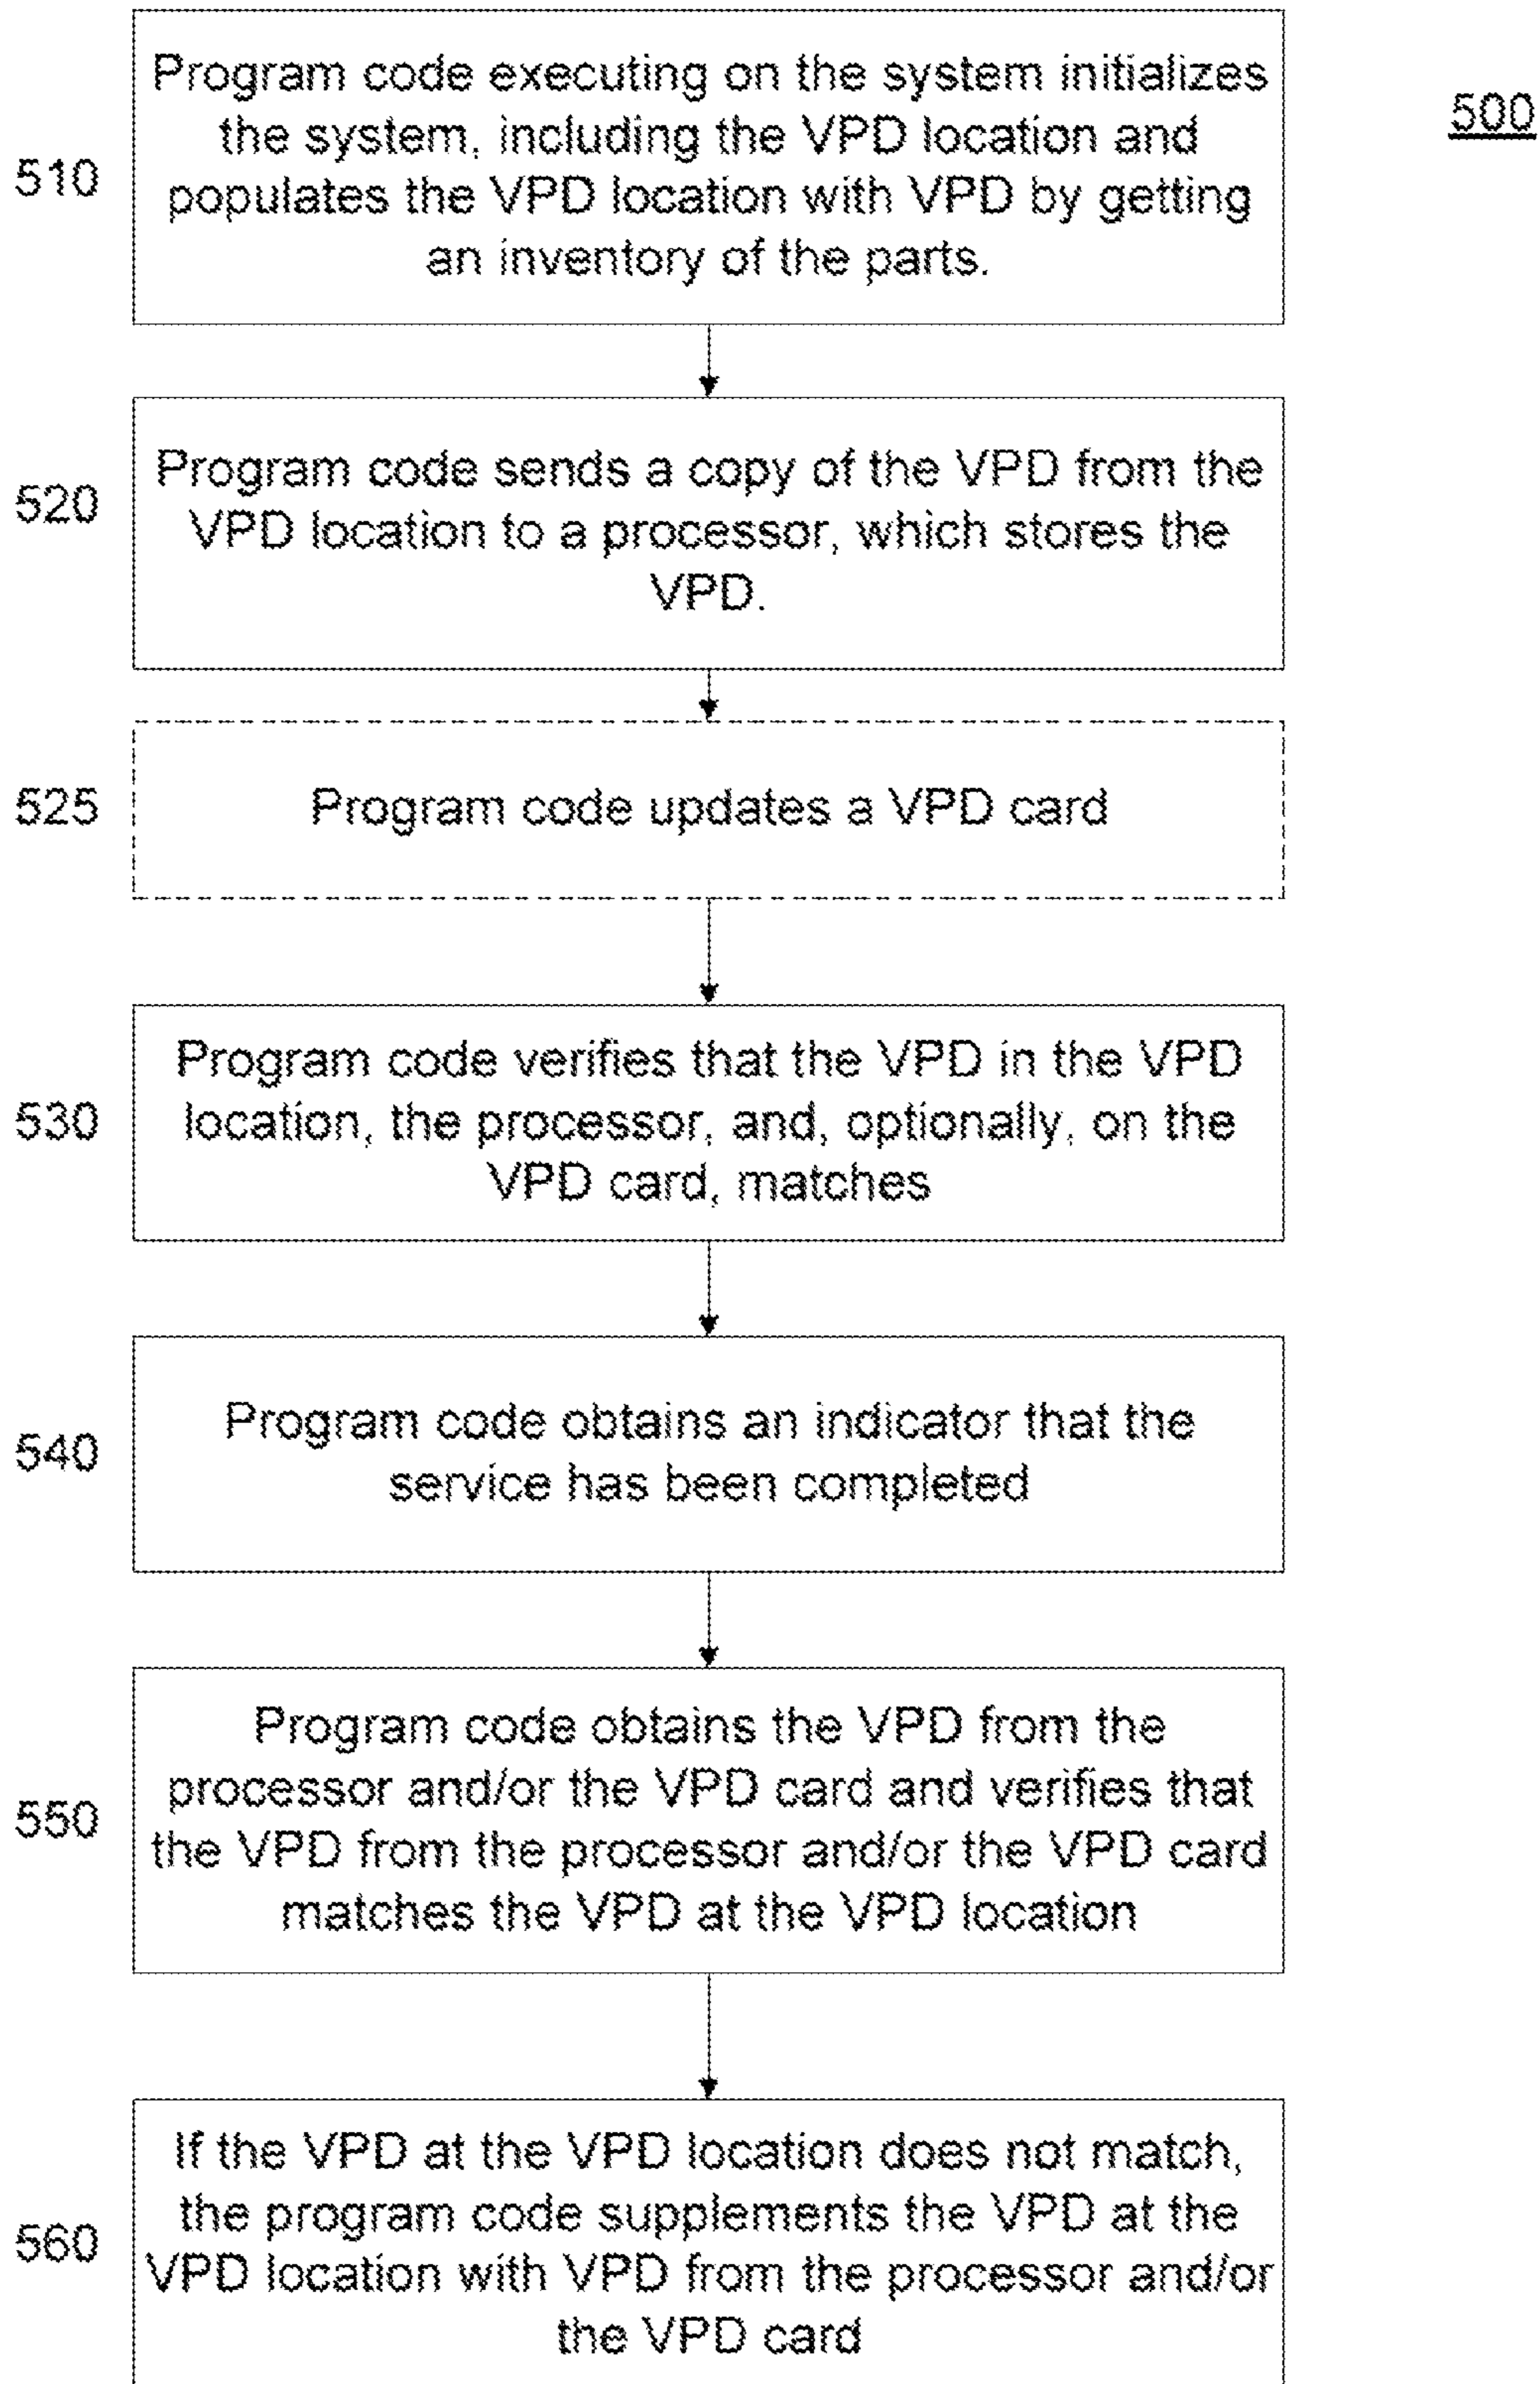 500
510
Program code executing on the system initializes
the system, including the VPD location and
populates the VPD location with VPD by getting
an inventory of the parts.
520
Program code sends a copy of the VPD from the
VPD location to a processor, which stores the
VPD.
525
Program code updates a VPD card
530
Program code verifies that the VPD in the VPD
location, the processor, and, optionally, on the
VPD card, matches
540
Program code obtains an indicator that the
service has been completed
550
Program code obtains the VPD from the
processor and/or the VPD card and verifies that
the VPD from the processor and/or the VPD card
matches the VPD at the VPD location
560
If the VPD at the VPD location does not match,
the program code supplements the VPD at the
VPD location with VPD from the processor and/or
the VPD card